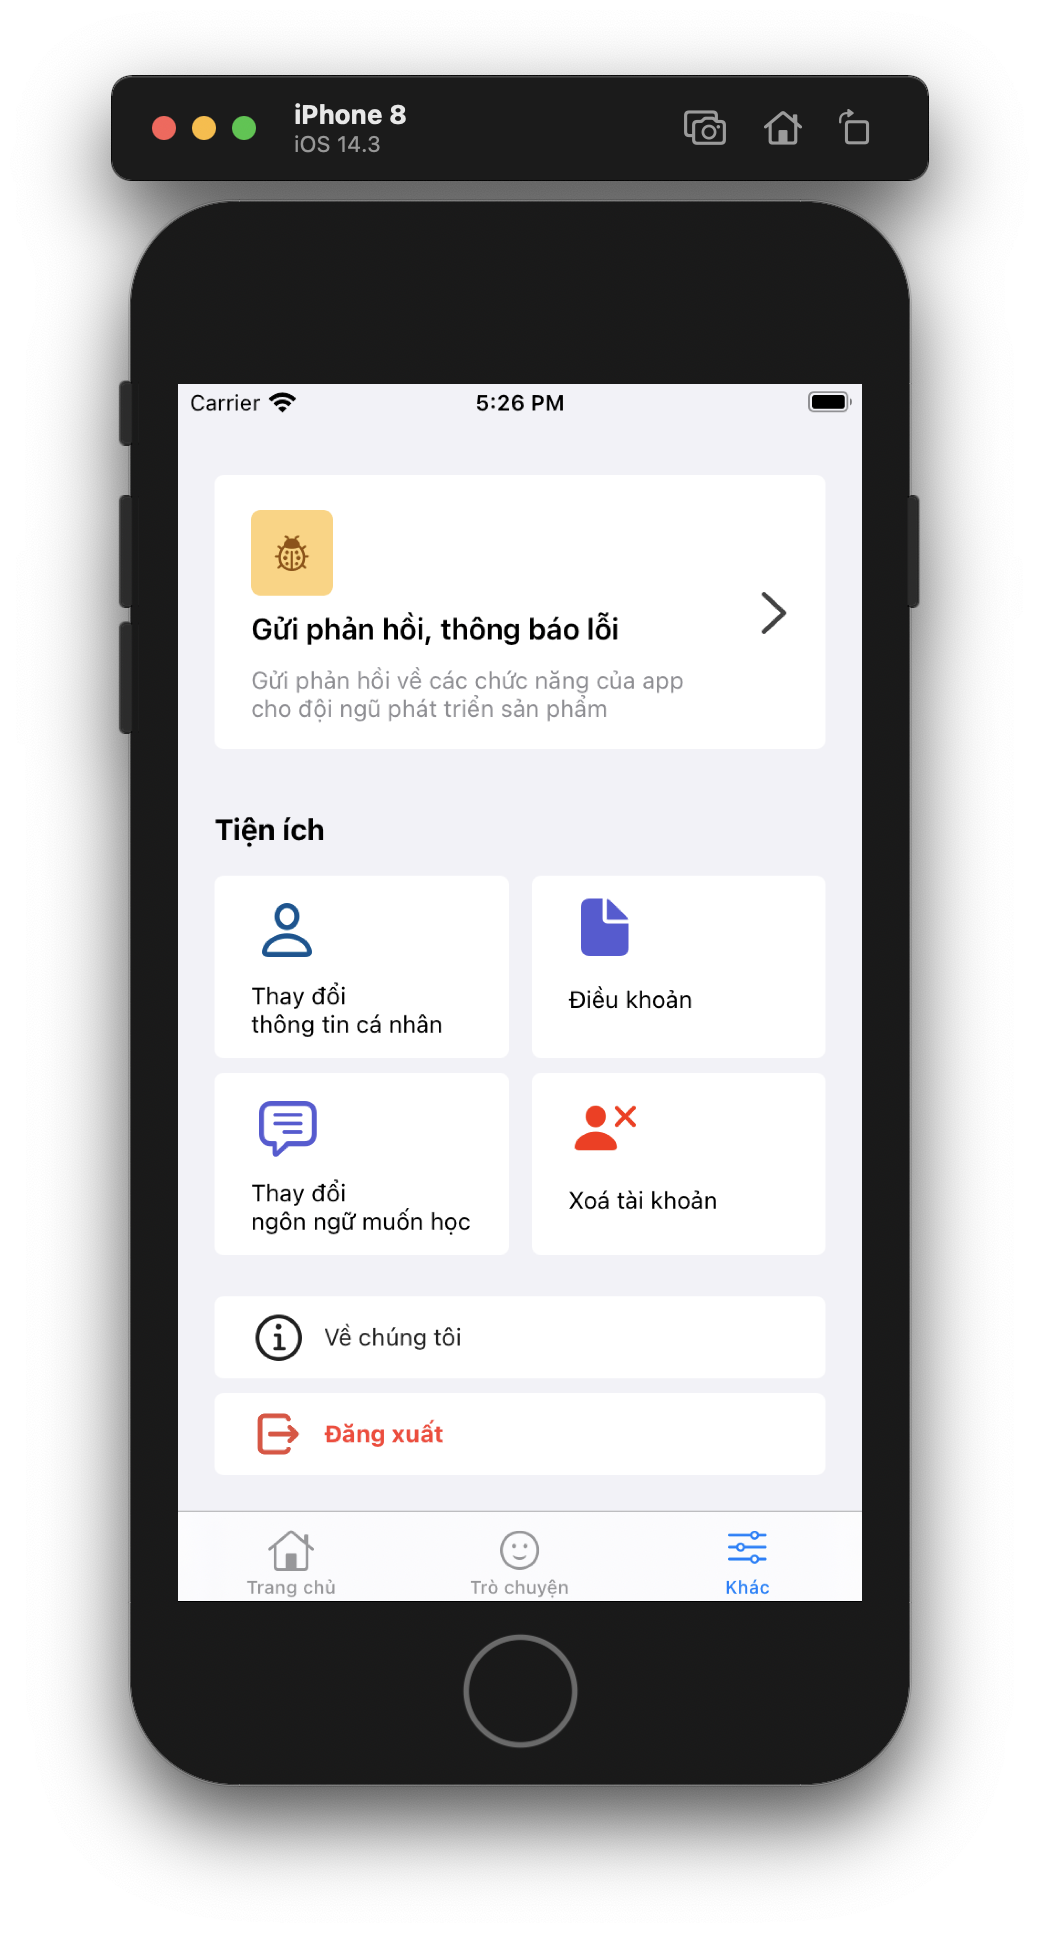 iPhone 8
iOS 14.3
Carrier
5:26 PM
Gửi phản hồi, thông báo lỗi
Gửi phản hồi về các chức năng của app
cho đội ngũ phát triển sản phẩm
Tiện ích
Thay đổi
thông tin cá nhân
Điều khoản
Thay đổi
ngôn ngữ muốn học
Xoá tài khoản
Về chúng tôi
Đăng xuất
Trang chủ
Trò chuyện
Khác